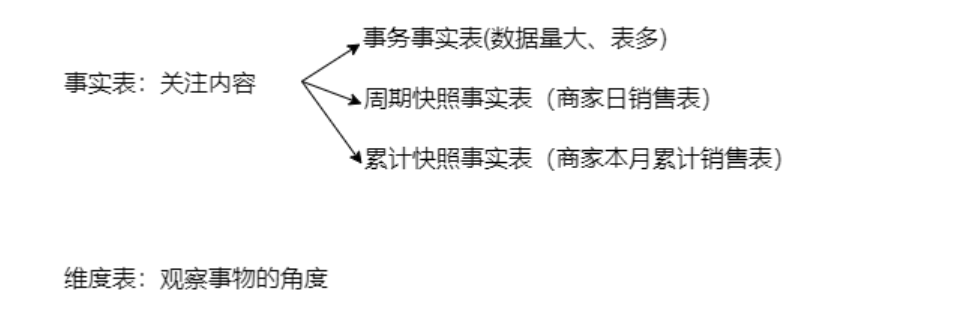 事务事实表(数据量大、表多)
事实表：关注内容
周期快照事实表（商家日销售表）
累计快照事实表（商家本月累计销售表）
维度表：观察事物的角度